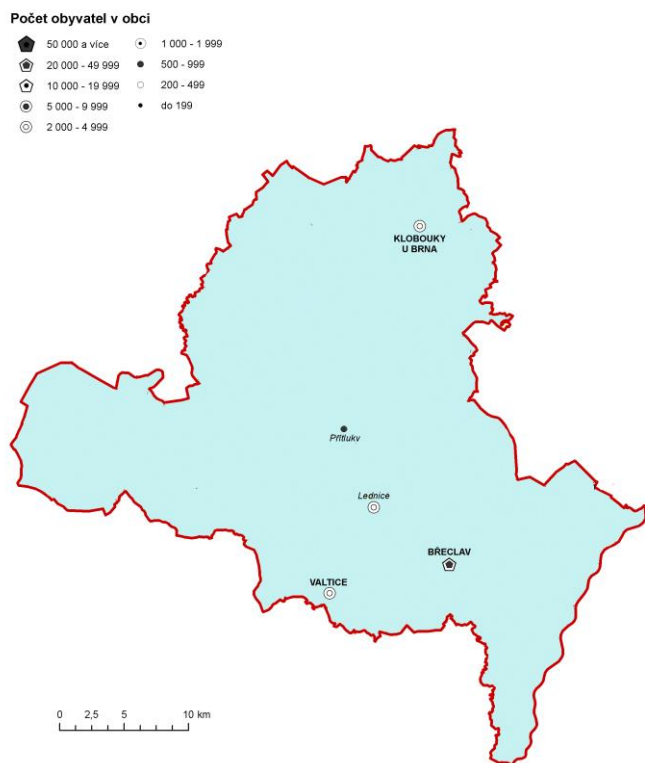 Počet obyvatel v obci
50 000 a více
20 000 - 49 999
10 000 - 19 999
5 000 - 9 999
2 000 - 4 999
1 000 - 1 999
500 - 999
200 - 499
do 199
KLOBOUKY
U BRNA
Přítlukv
Lednice
BŘECLAV
VALTICE
0 2,5 5 10 km